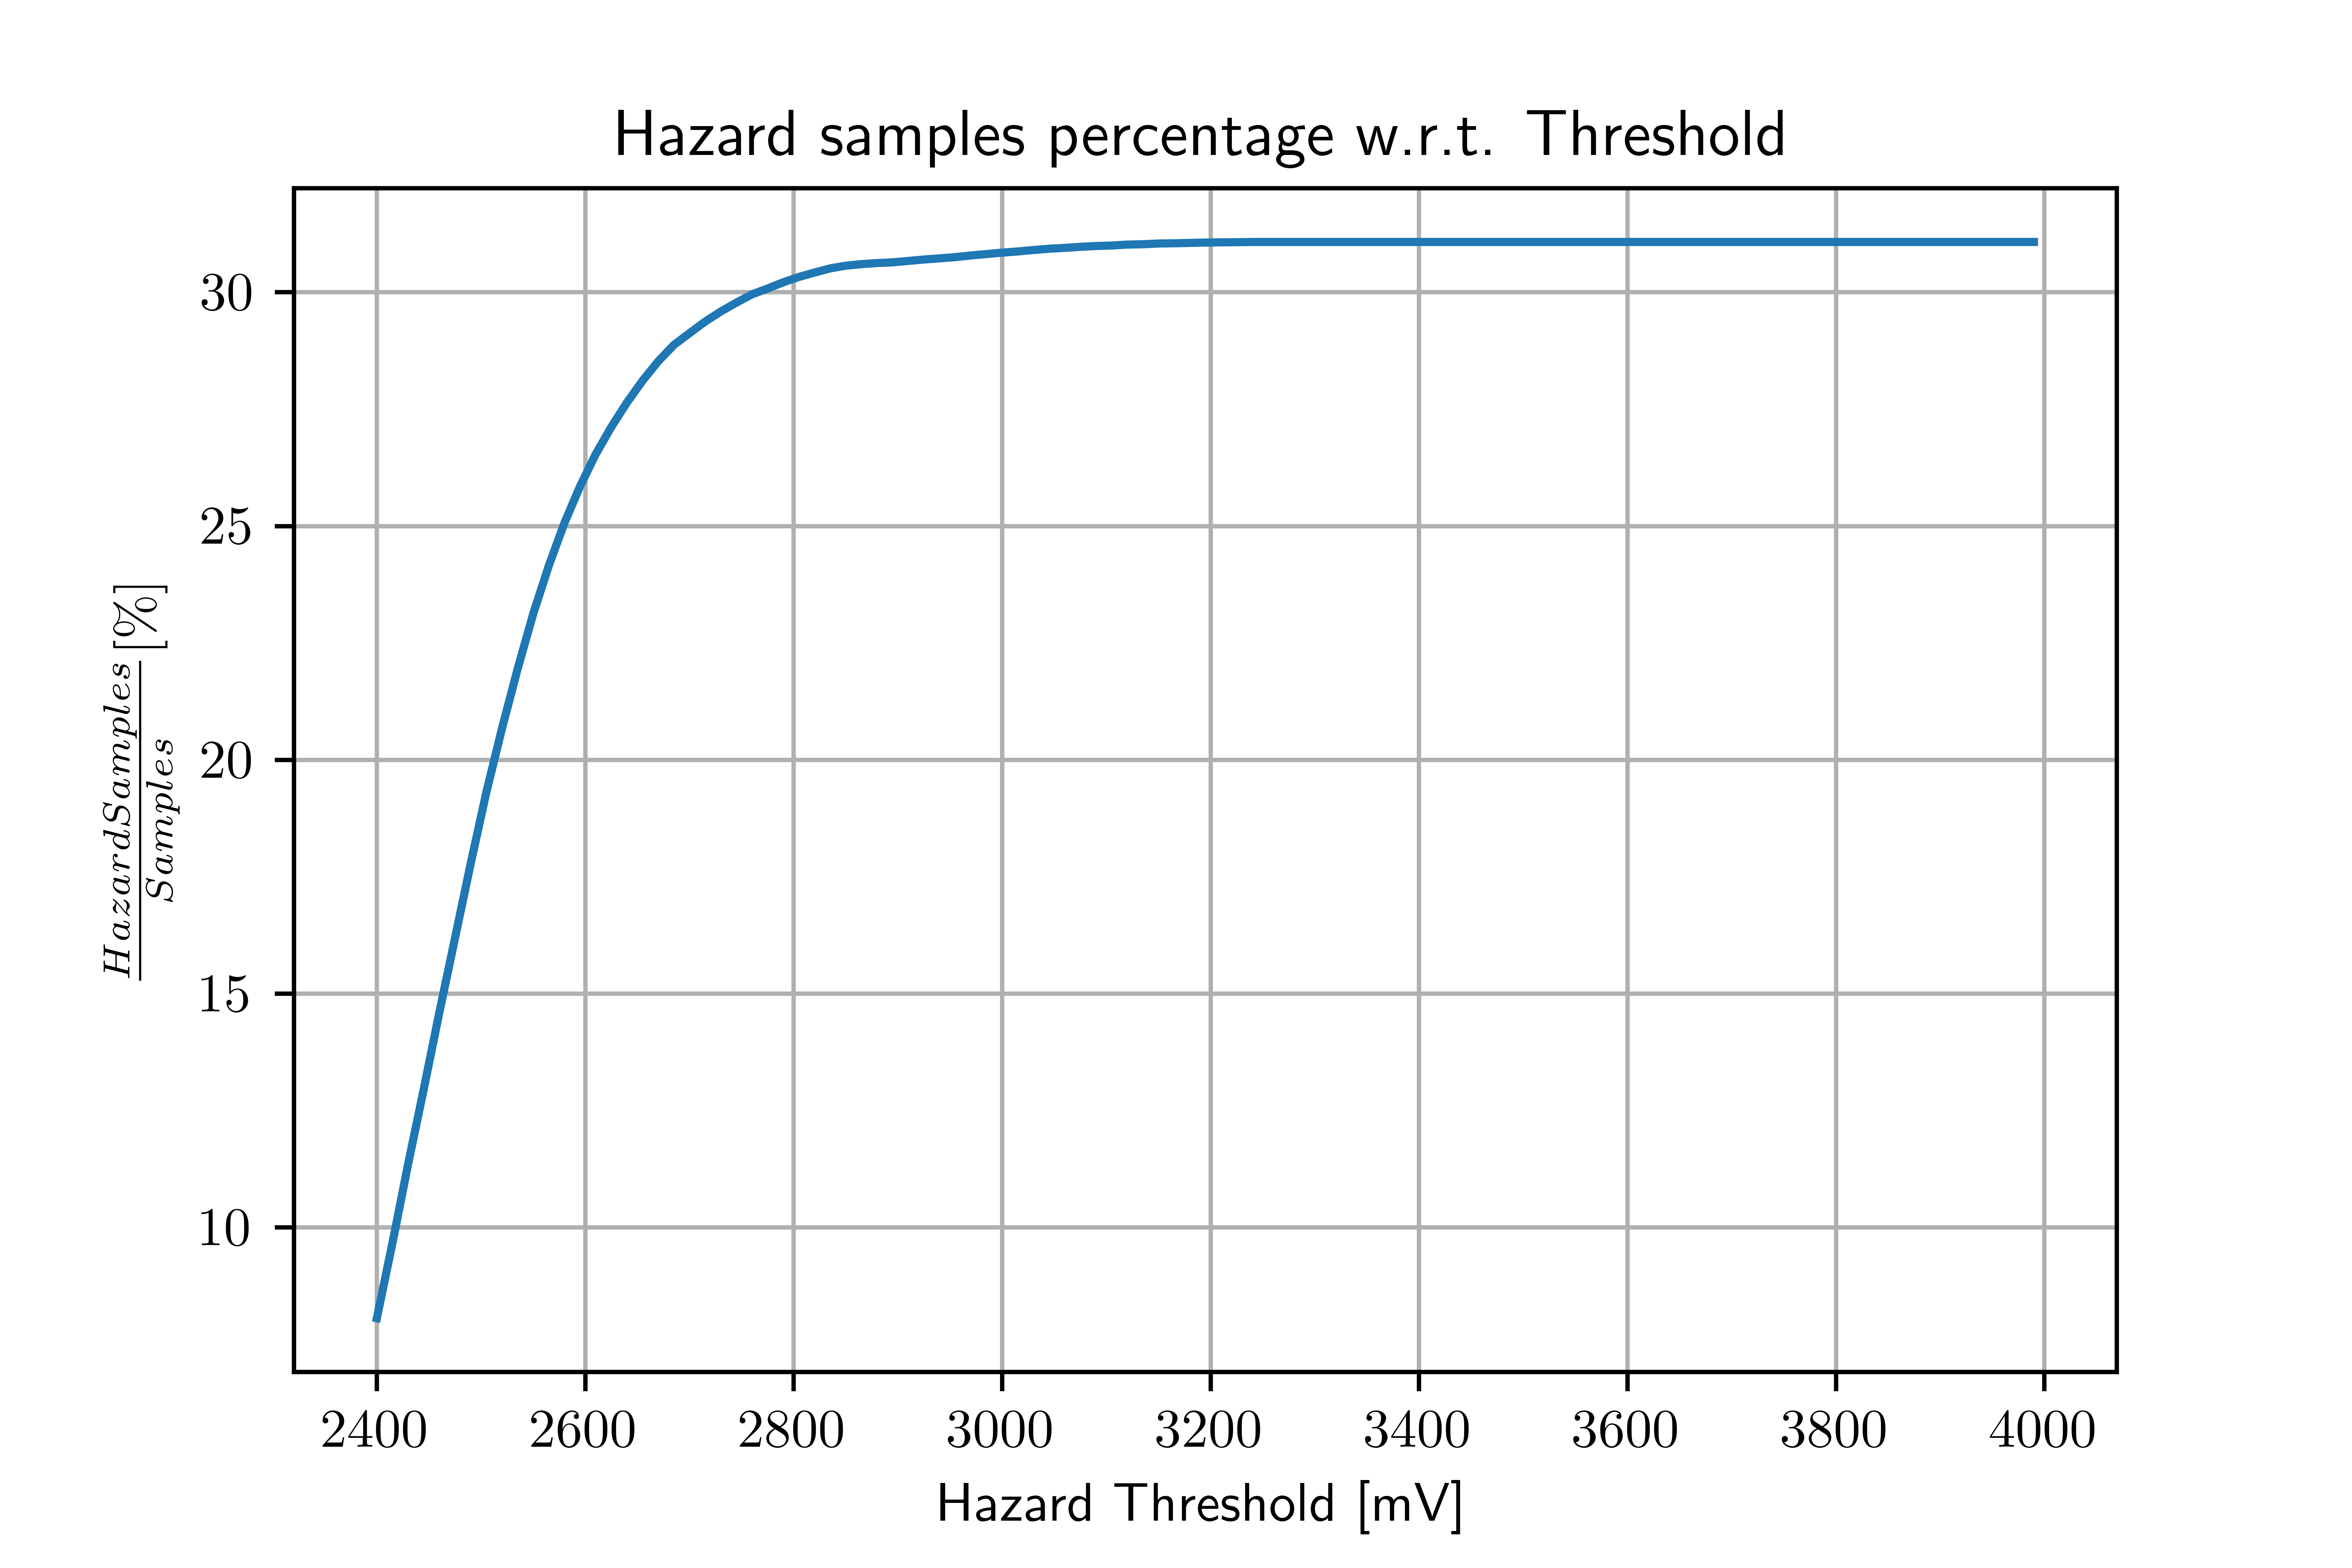 Hazard samples percentage w.r.t. Threshold
30
25
20
15
10
HazardSamples
Samples
[%]
2400 2600 2800 3000 3200 3400 3600 3800 4000
Hazard Threshold [mV]